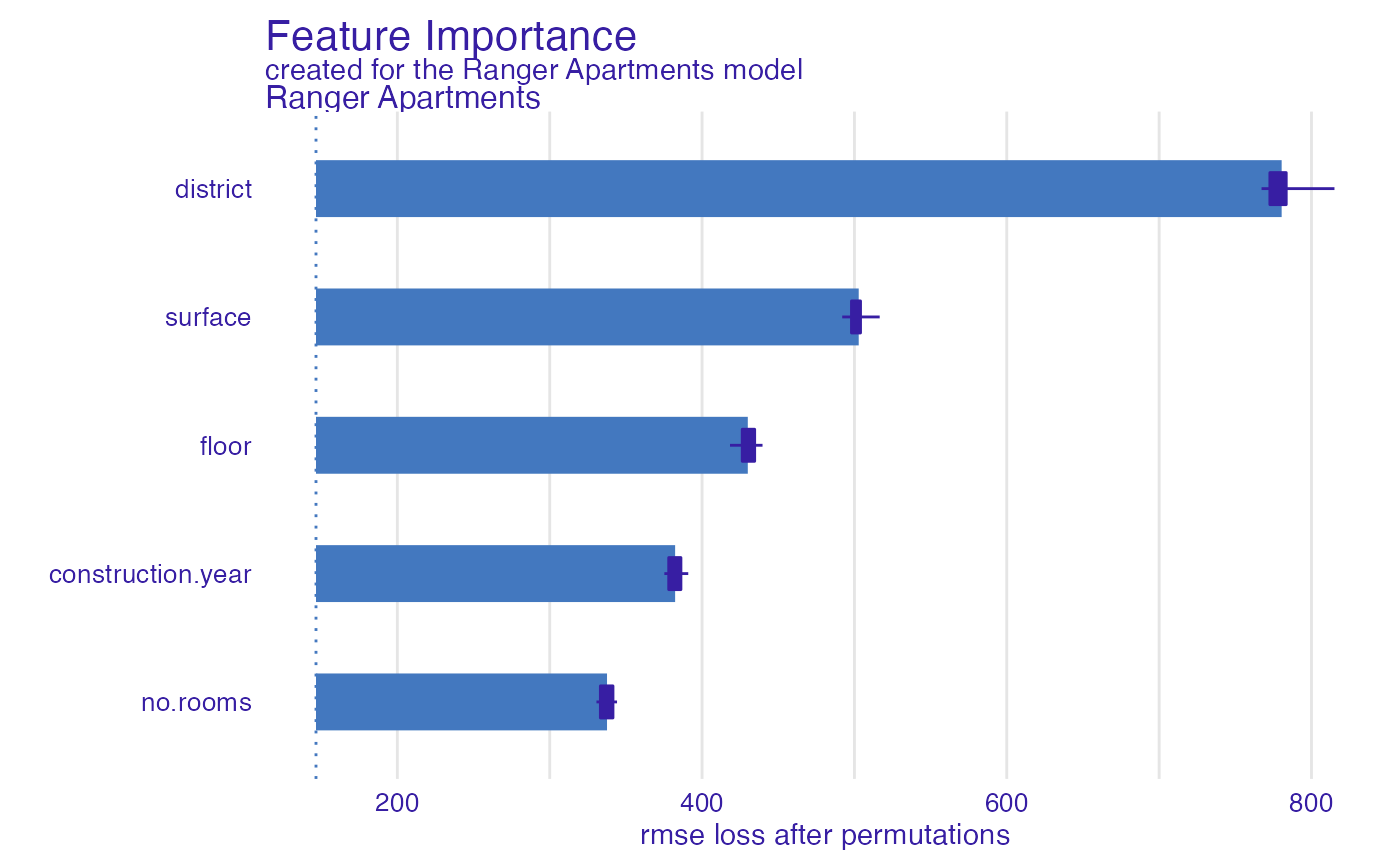 Feature Importance
created for the Ranger Apartments model
Ranger Apartments
district
surface
floor
construction.year
no.rooms
200 400 600 800
rmse loss after permutations